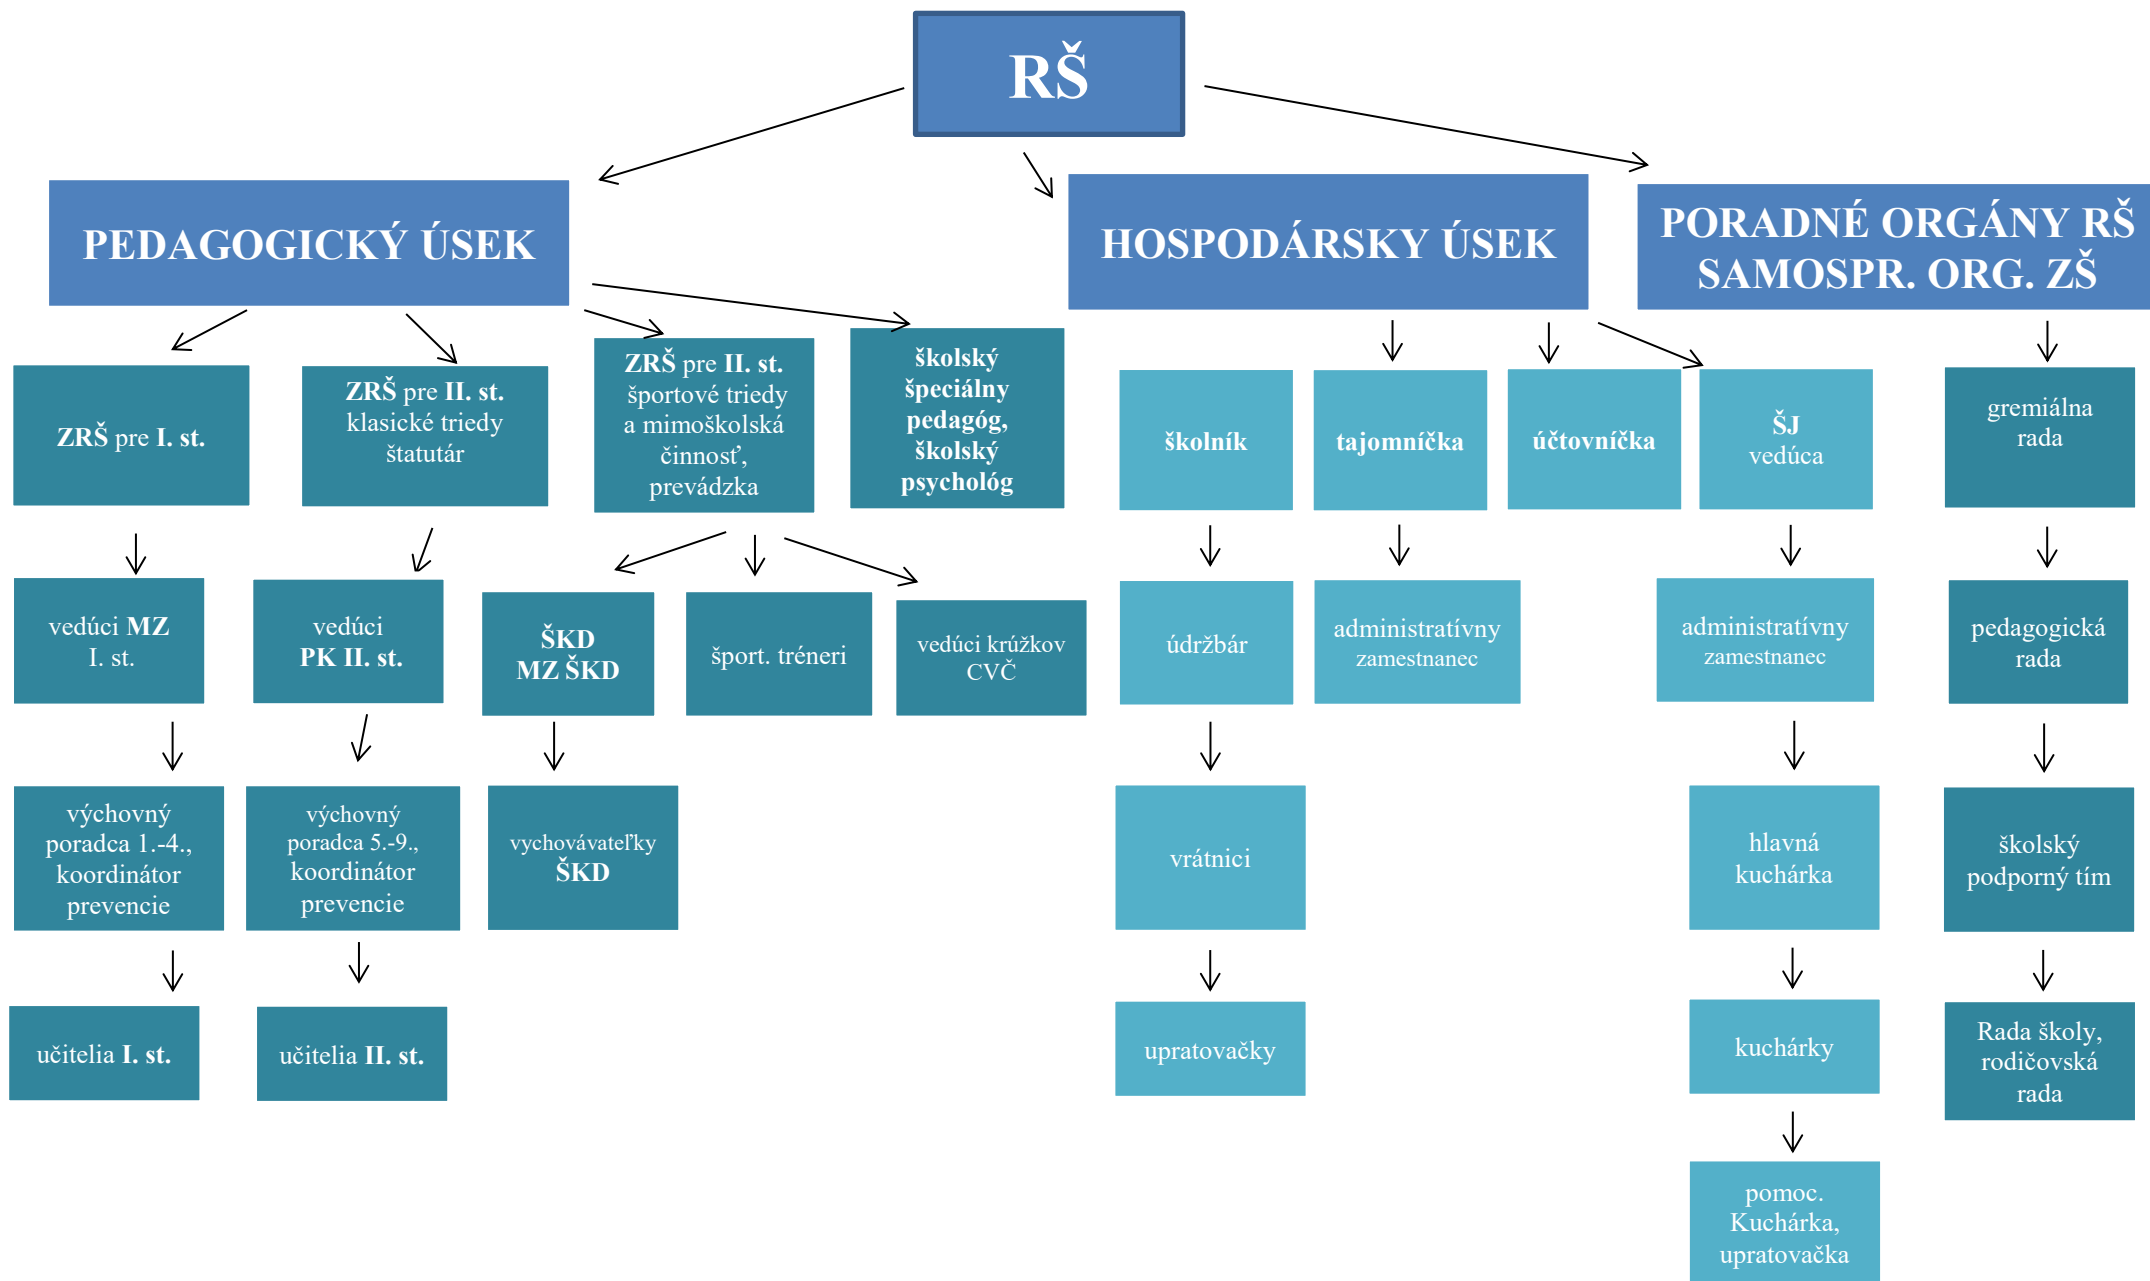 RŠ
PEDAGOGICKÝ ÚSEK
HOSPODÁRSKY ÚSEK
PORADNÉ ORGÁNY RŠ
SAMOSPR. ORG. ZŠ
ZRŠ pre I. st.
ZRŠ pre II. st.
klasické triedy
štatutár
ZRŠ pre II. st.
športové triedy
a mimoškolská
činnosť,
prevádzka
školský
špeciálny
pedagóg,
školský
psychológ
školník
tajomníčka
účtovníčka
ŠJ
vedúca
gremiálna
rada
vedúci MZ
I. st.
vedúci
PK II. st.
ŠKD
MZ ŠKD
šport. tréneri
vedúci krúžkov
CVČ
údržbár
administratívny
zamestnanec
administratívny
zamestnanec
pedagogická
rada
výchovný
poradca 1.-4.,
koordinátor
prevencie
výchovný
poradca 5.-9.,
koordinátor
prevencie
vychovávateľky
ŠKD
vrátnici
hlavná
kuchárka
školský
podporný tím
učitelia I. st.
učitelia II. st.
upratovačky
kuchárky
Rada školy,
rodičovská
rada
pomoc.
Kuchárka,
upratovačka